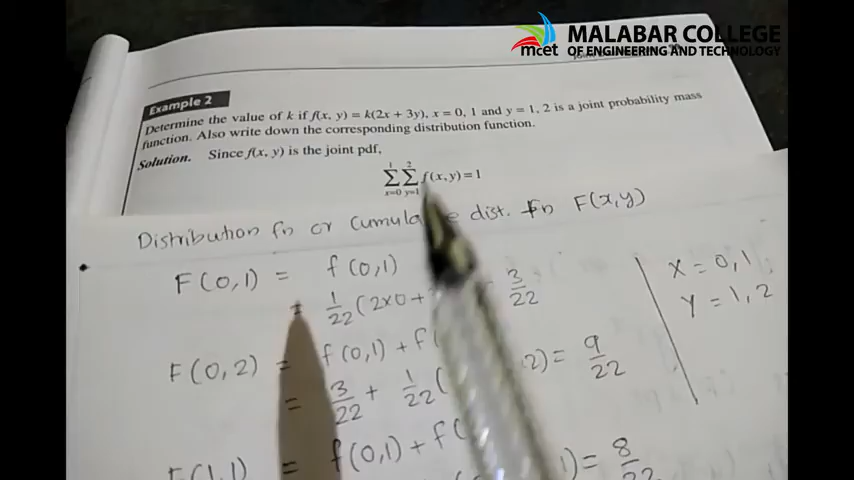 MALABAR COLLEGE
mcet OF ENGINEERING AND TECHNOLOGY
Example 2
Determine the value of k if f(x, y) = k(2x + 3y), x = 0, 1 and y = 1, 2 is a joint probability mass
function. Also write down the corresponding distribution function.
Solution. Since f(x, y) is the joint pdf,
1 2
∑ ∑ f(x, y) = 1
x=0 y=1
Distribution fn or dist. fn F(x,y)
F(0,1) = f(0,1)
= 1/22 (2×0+ 3/22
X = 0,1
Y = 1,2
F(0,2) = f(0,1) + f(
= 3/22 + 1/22 ( 2) = 9/22
F(1,1) = f(0,1) + f(
1) = 8/22